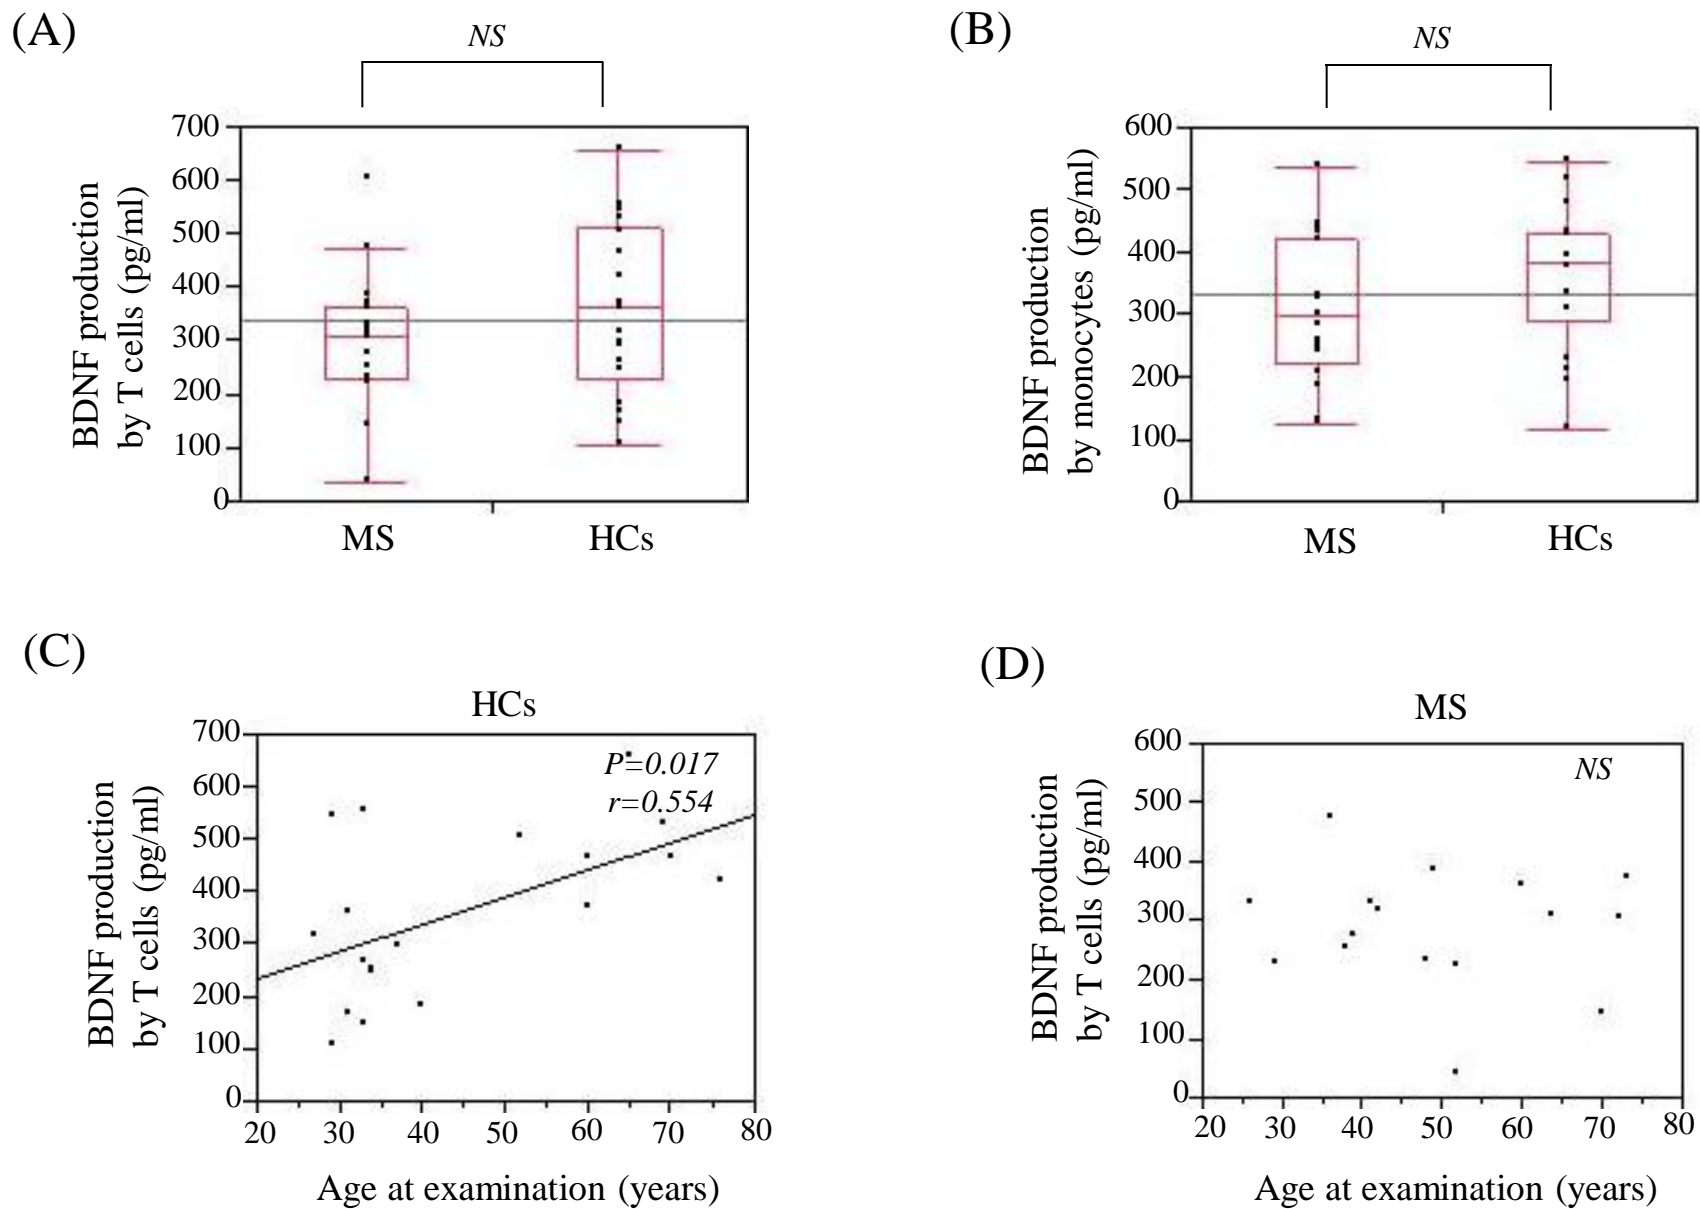 (A)
NS
BDNF production
by T cells (pg/ml)
700
600
500
400
300
200
100
0
MS
HCs
(B)
NS
BDNF production
by monocytes (pg/ml)
600
500
400
300
200
100
0
MS
HCs
(C)
HCs
BDNF production
by T cells (pg/ml)
700
600
500
400
300
200
100
0
P=0.017
r=0.554
20 30 40 50 60 70 80
Age at examination (years)
(D)
MS
BDNF production
by T cells (pg/ml)
600
500
400
300
200
100
0
NS
20 30 40 50 60 70 80
Age at examination (years)